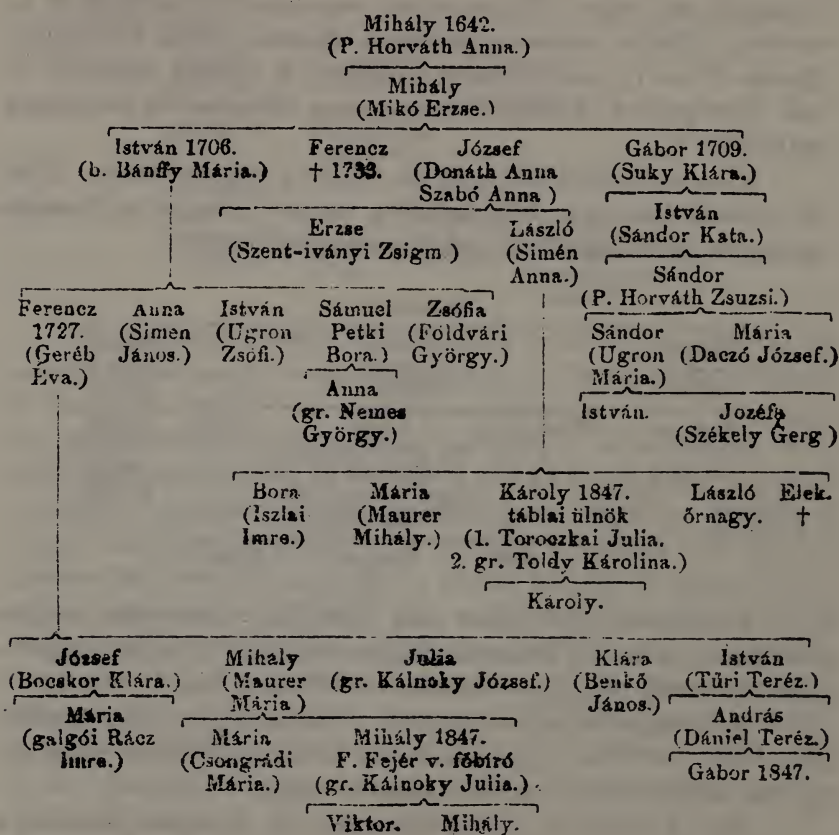 Mihály 1642.
(P. Horváth Anna.)
Mihály
(Mikó Erzse.)
István 1706. Ferencz József Gábor 1709.
(b. Bánffy Mária.) † 1733. (Donáth Anna (Suky Klára.)
Szabó Anna )
István
Erzse László (Sándor Kata.)
(Szent-iványi Zsigm ) (Simén
Anna.) Sándor
(P. Horváth Zsuzsi.)
Ferencz Anna István Sámuel Zsófia
1727. (Simen (Ugron Petki (Földvári Sándor Mária
(Geréb János.) Zsófi.) Bora.) György.) (Ugron (Daczó József.)
Éva.) Mária.)
Anna
(gr. Nemes István. Jozéfa
György.) (Székely Gerg )
Bora Mária Károly 1847. László Elek.
(Iszlai (Maurer táblai ülnök őrnagy. †
Imre.) Mihály.) (1. Toroczkai Julia.
2. gr. Toldy Károlina.)
Károly.
József Mihály Julia Klára István
(Bocskor Klára.) (Maurer (gr. Kálnoky József.) (Benkő (Türi Teréz.)
Mária ) János.)
Mária András
(galgói Rácz Mária Mihály 1847. (Dániel Teréz.)
Imre.) (Csongrádi F. Fejér v. főbíró
Mária.) (gr. Kálnoky Julia.) Gábor 1847.
Viktor. Mihály.